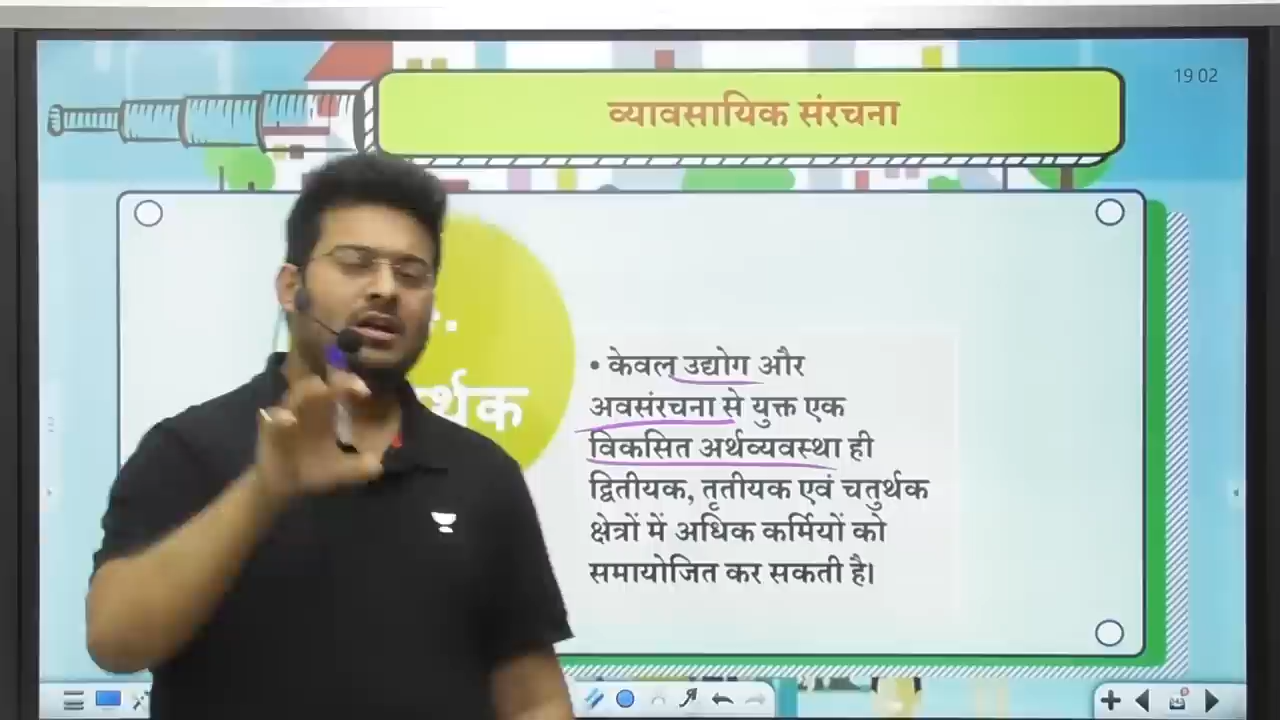 19 02
व्यावसायिक संरचना
• केवल उद्योग और
अवसंरचना से युक्त एक
विकसित अर्थव्यवस्था ही
द्वितीयक, तृतीयक एवं चतुर्थक
क्षेत्रों में अधिक कर्मियों को
समायोजित कर सकती है।